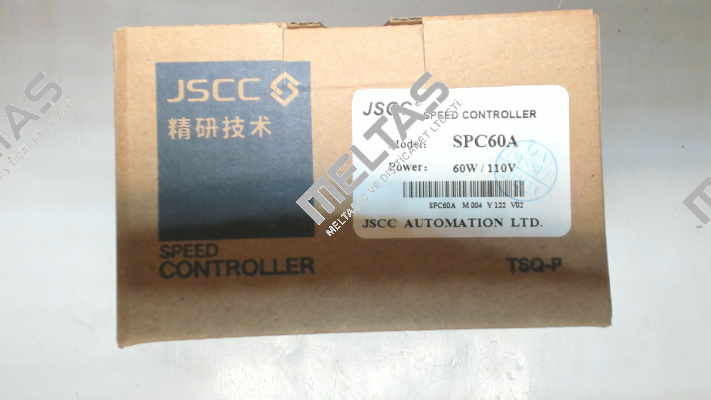 JSCC
精研技术
SPEED
CONTROLLER
JSCC SPEED CONTROLLER
Model: SPC60A
Power: 60W / 110V
SPC60A M 004 Y 122 V02
JSCC AUTOMATION LTD.
TSQ-P
MELTAS